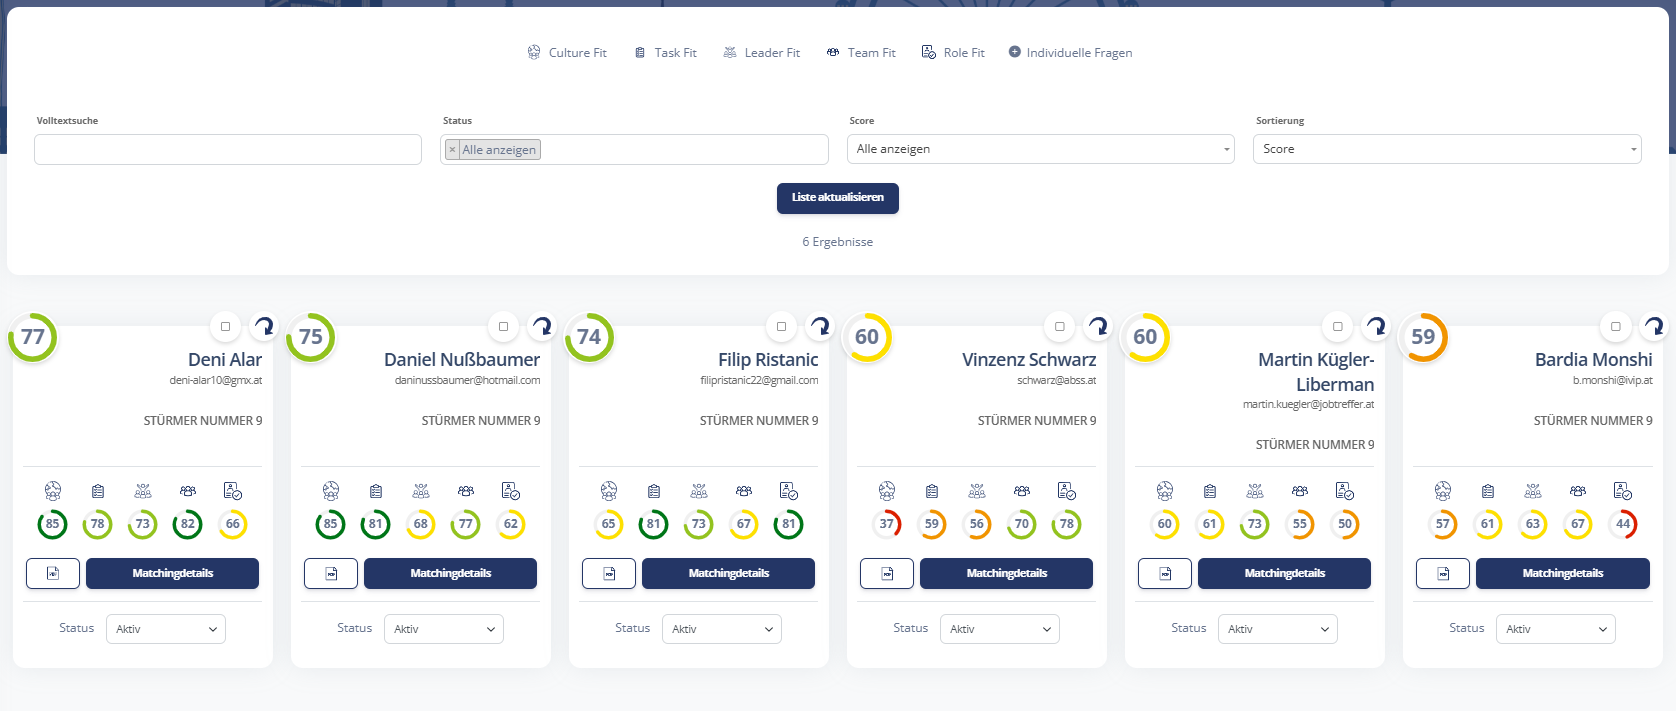 Culture Fit Task Fit Leader Fit Team Fit Role Fit Individuelle Fragen
Volltextsuche Status Score Sortierung
× Alle anzeigen Alle anzeigen Score
Liste aktualisieren
6 Ergebnisse
77
Deni Alar
deni-alar10@gmx.at
STÜRMER NUMMER 9
85 78 73 82 66
PDF Matchingdetails
Status Aktiv
75
Daniel Nußbaumer
daninussbaumer@hotmail.com
STÜRMER NUMMER 9
85 81 68 77 62
PDF Matchingdetails
Status Aktiv
74
Filip Ristanic
filipristanic22@gmail.com
STÜRMER NUMMER 9
65 81 73 67 81
PDF Matchingdetails
Status Aktiv
60
Vinzenz Schwarz
schwarz@abss.at
STÜRMER NUMMER 9
37 59 56 70 78
PDF Matchingdetails
Status Aktiv
60
Martin Kügler-
Liberman
martin.kuegler@jobtreffer.at
STÜRMER NUMMER 9
60 61 73 55 50
PDF Matchingdetails
Status Aktiv
59
Bardia Monshi
b.monshi@ivip.at
STÜRMER NUMMER 9
57 61 63 67 44
PDF Matchingdetails
Status Aktiv